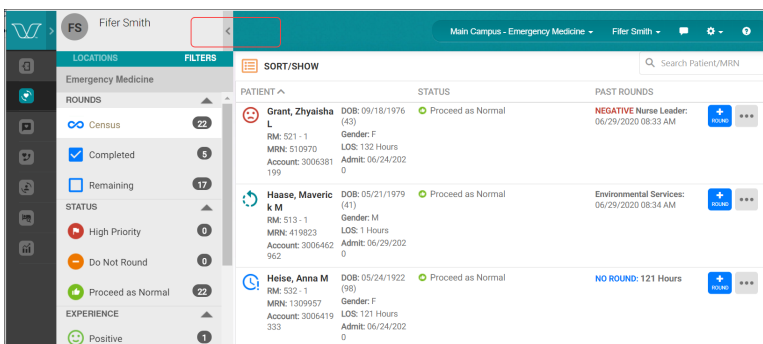 FS
Fifer Smith
Main Campus - Emergency Medicine
Fifer Smith
LOCATIONS
FILTERS
Emergency Medicine
ROUNDS
Census
22
Completed
5
Remaining
17
STATUS
High Priority
0
Do Not Round
0
Proceed as Normal
22
EXPERIENCE
Positive
1
SORT/SHOW
Search Patient/MRN
PATIENT
STATUS
PAST ROUNDS
Grant, Zhyaisha
L
RM: 521 - 1
MRN: 510970
Account: 3006381
199
DOB: 09/18/1976
(43)
Gender: F
LOS: 132 Hours
Admit: 06/24/202
0
Proceed as Normal
NEGATIVE Nurse Leader:
06/29/2020 08:33 AM
ROUND
Haase, Maveric
k M
RM: 513 - 1
MRN: 419823
Account: 3006462
962
DOB: 05/21/1979
(41)
Gender: M
LOS: 1 Hours
Admit: 06/29/202
0
Proceed as Normal
Environmental Services:
06/29/2020 08:34 AM
ROUND
Heise, Anna M
RM: 532 - 1
MRN: 1309957
Account: 3006419
333
DOB: 05/24/1922
(98)
Gender: F
LOS: 121 Hours
Admit: 06/24/202
0
Proceed as Normal
NO ROUND: 121 Hours
ROUND